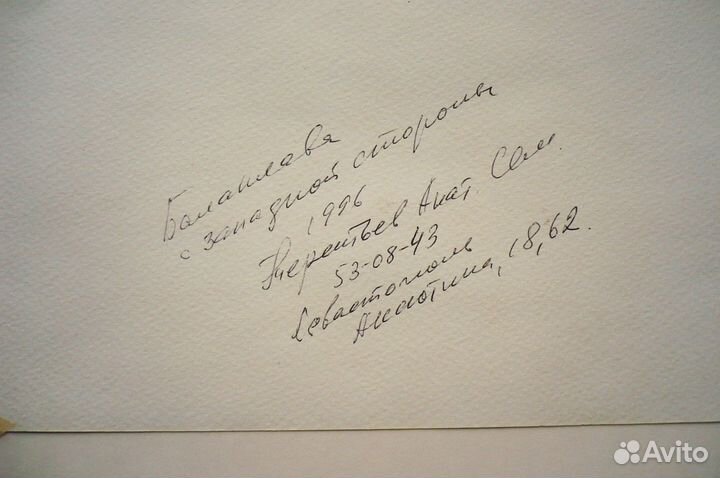 Балаклава
с западной стороны
1996
Терентьев Анат. Сем.
53-08-43
Севастополь
18, 62.
Avito